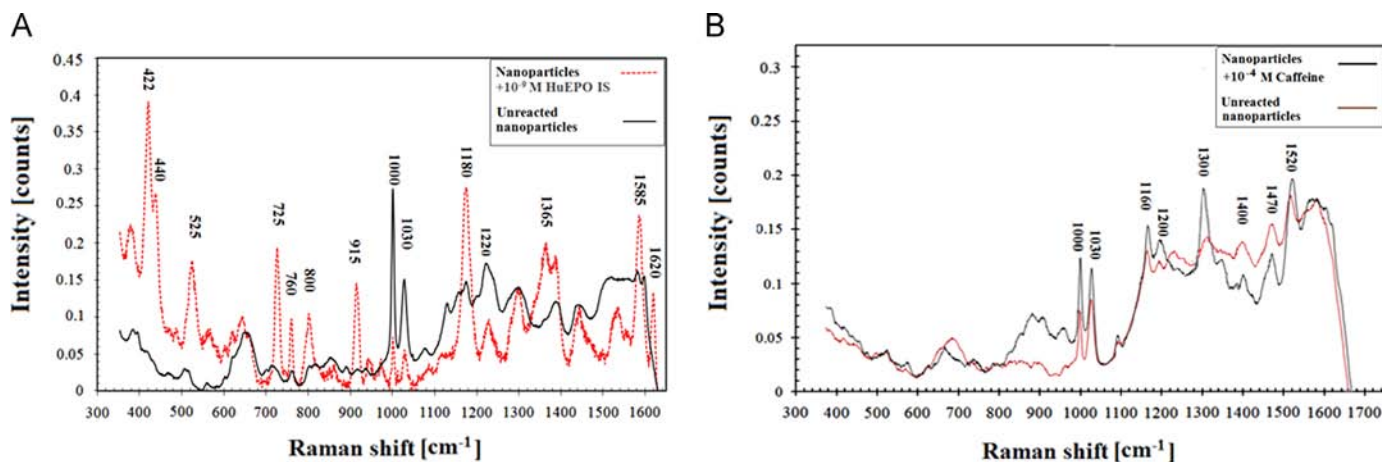 A
Intensity [counts]
0.45
0.4
0.35
0.3
0.25
0.2
0.15
0.1
0.05
0
422
440
525
725
760
800
915
1000
1030
1180
1220
1365
1585
1620
Nanoparticles
+10⁻⁹ M HuEPO IS
Unreacted
nanoparticles
300 400 500 600 700 800 900 1000 1100 1200 1300 1400 1500 1600
Raman shift [cm⁻¹]
B
Intensity [counts]
0.3
0.25
0.2
0.15
0.1
0.05
0
1000
1030
1160
1200
1300
1400
1470
1520
Nanoparticles
+10⁻⁴ M Caffeine
Unreacted
nanoparticles
300 400 500 600 700 800 900 1000 1100 1200 1300 1400 1500 1600 1700
Raman shift [cm⁻¹]